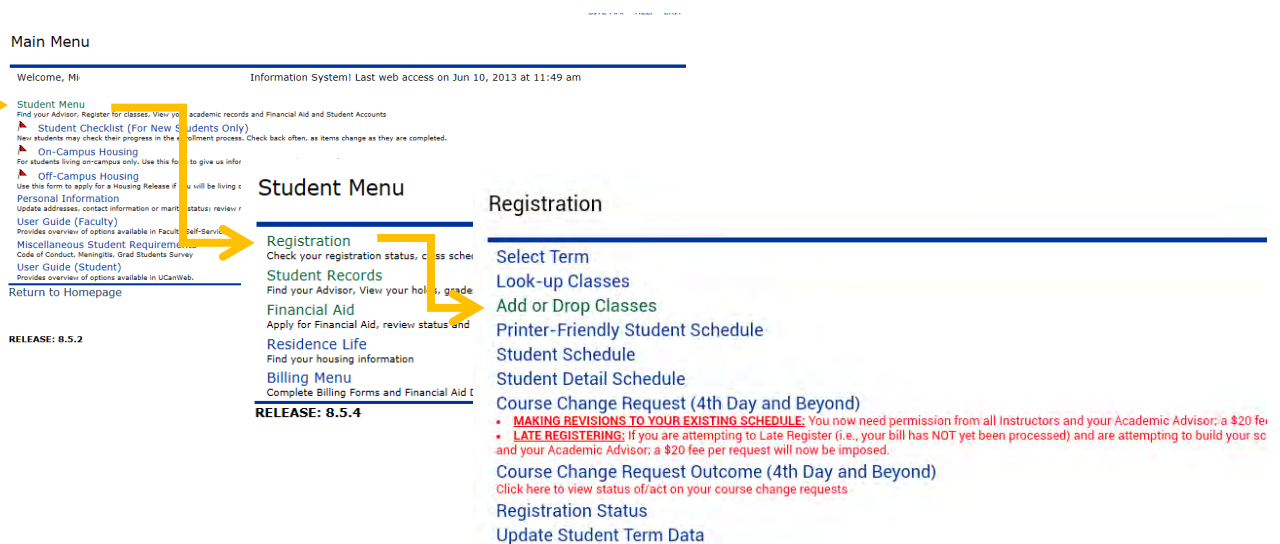 Main Menu
Welcome, Mi
Information System! Last web access on Jun 10, 2013 at 11:49 am
Student Menu
Find your Advisor, Register for classes, View your academic records and Financial Aid and Student Accounts
Student Checklist (For New Students Only)
New students may check their progress in the enrollment process. Check back often, as items change as they are completed.
On-Campus Housing
For students living on-campus only. Use this form to give us infor
Off-Campus Housing
Use this form to apply for a Housing Release if you will be living
Personal Information
Update addresses, contact information or marital status; review
User Guide (Faculty)
Provides overview of options available in Faculty Self-Service
Miscellaneous Student Requirements
Code of Conduct, Meningitis, Grad Students Survey
User Guide (Student)
Provides overview of options available in UCanWeb.
Return to Homepage
RELEASE: 8.5.2
Student Menu
Registration
Check your registration status, class sche
Student Records
Find your Advisor, View your holds, grade
Financial Aid
Apply for Financial Aid, review status and
Residence Life
Find your housing information
Billing Menu
Complete Billing Forms and Financial Aid
RELEASE: 8.5.4
Registration
Select Term
Look-up Classes
Add or Drop Classes
Printer-Friendly Student Schedule
Student Schedule
Student Detail Schedule
Course Change Request (4th Day and Beyond)
• MAKING REVISIONS TO YOUR EXISTING SCHEDULE: You now need permission from all Instructors and your Academic Advisor; a $20 fee
• LATE REGISTERING: If you are attempting to Late Register (i.e., your bill has NOT yet been processed) and are attempting to build your sc
and your Academic Advisor; a $20 fee per request will now be imposed.
Course Change Request Outcome (4th Day and Beyond)
Click here to view status of/act on your course change requests
Registration Status
Update Student Term Data